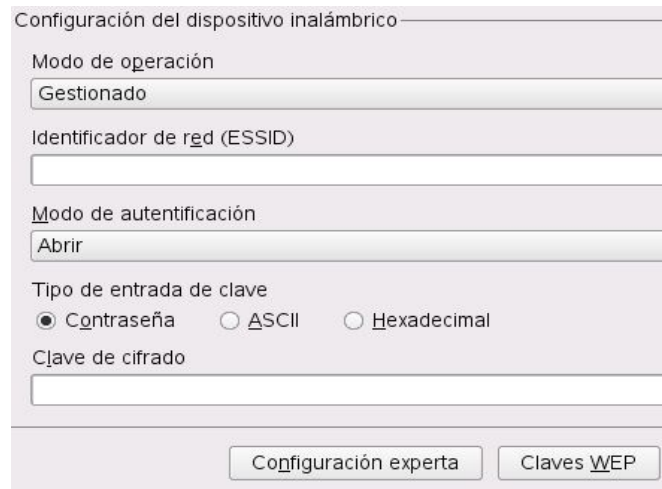 Configuración del dispositivo inalámbrico
Modo de operación
Gestionado
Identificador de red (ESSID)
Modo de autentificación
Abrir
Tipo de entrada de clave
Contraseña ASCII Hexadecimal
Clave de cifrado
Configuración experta Claves WEP